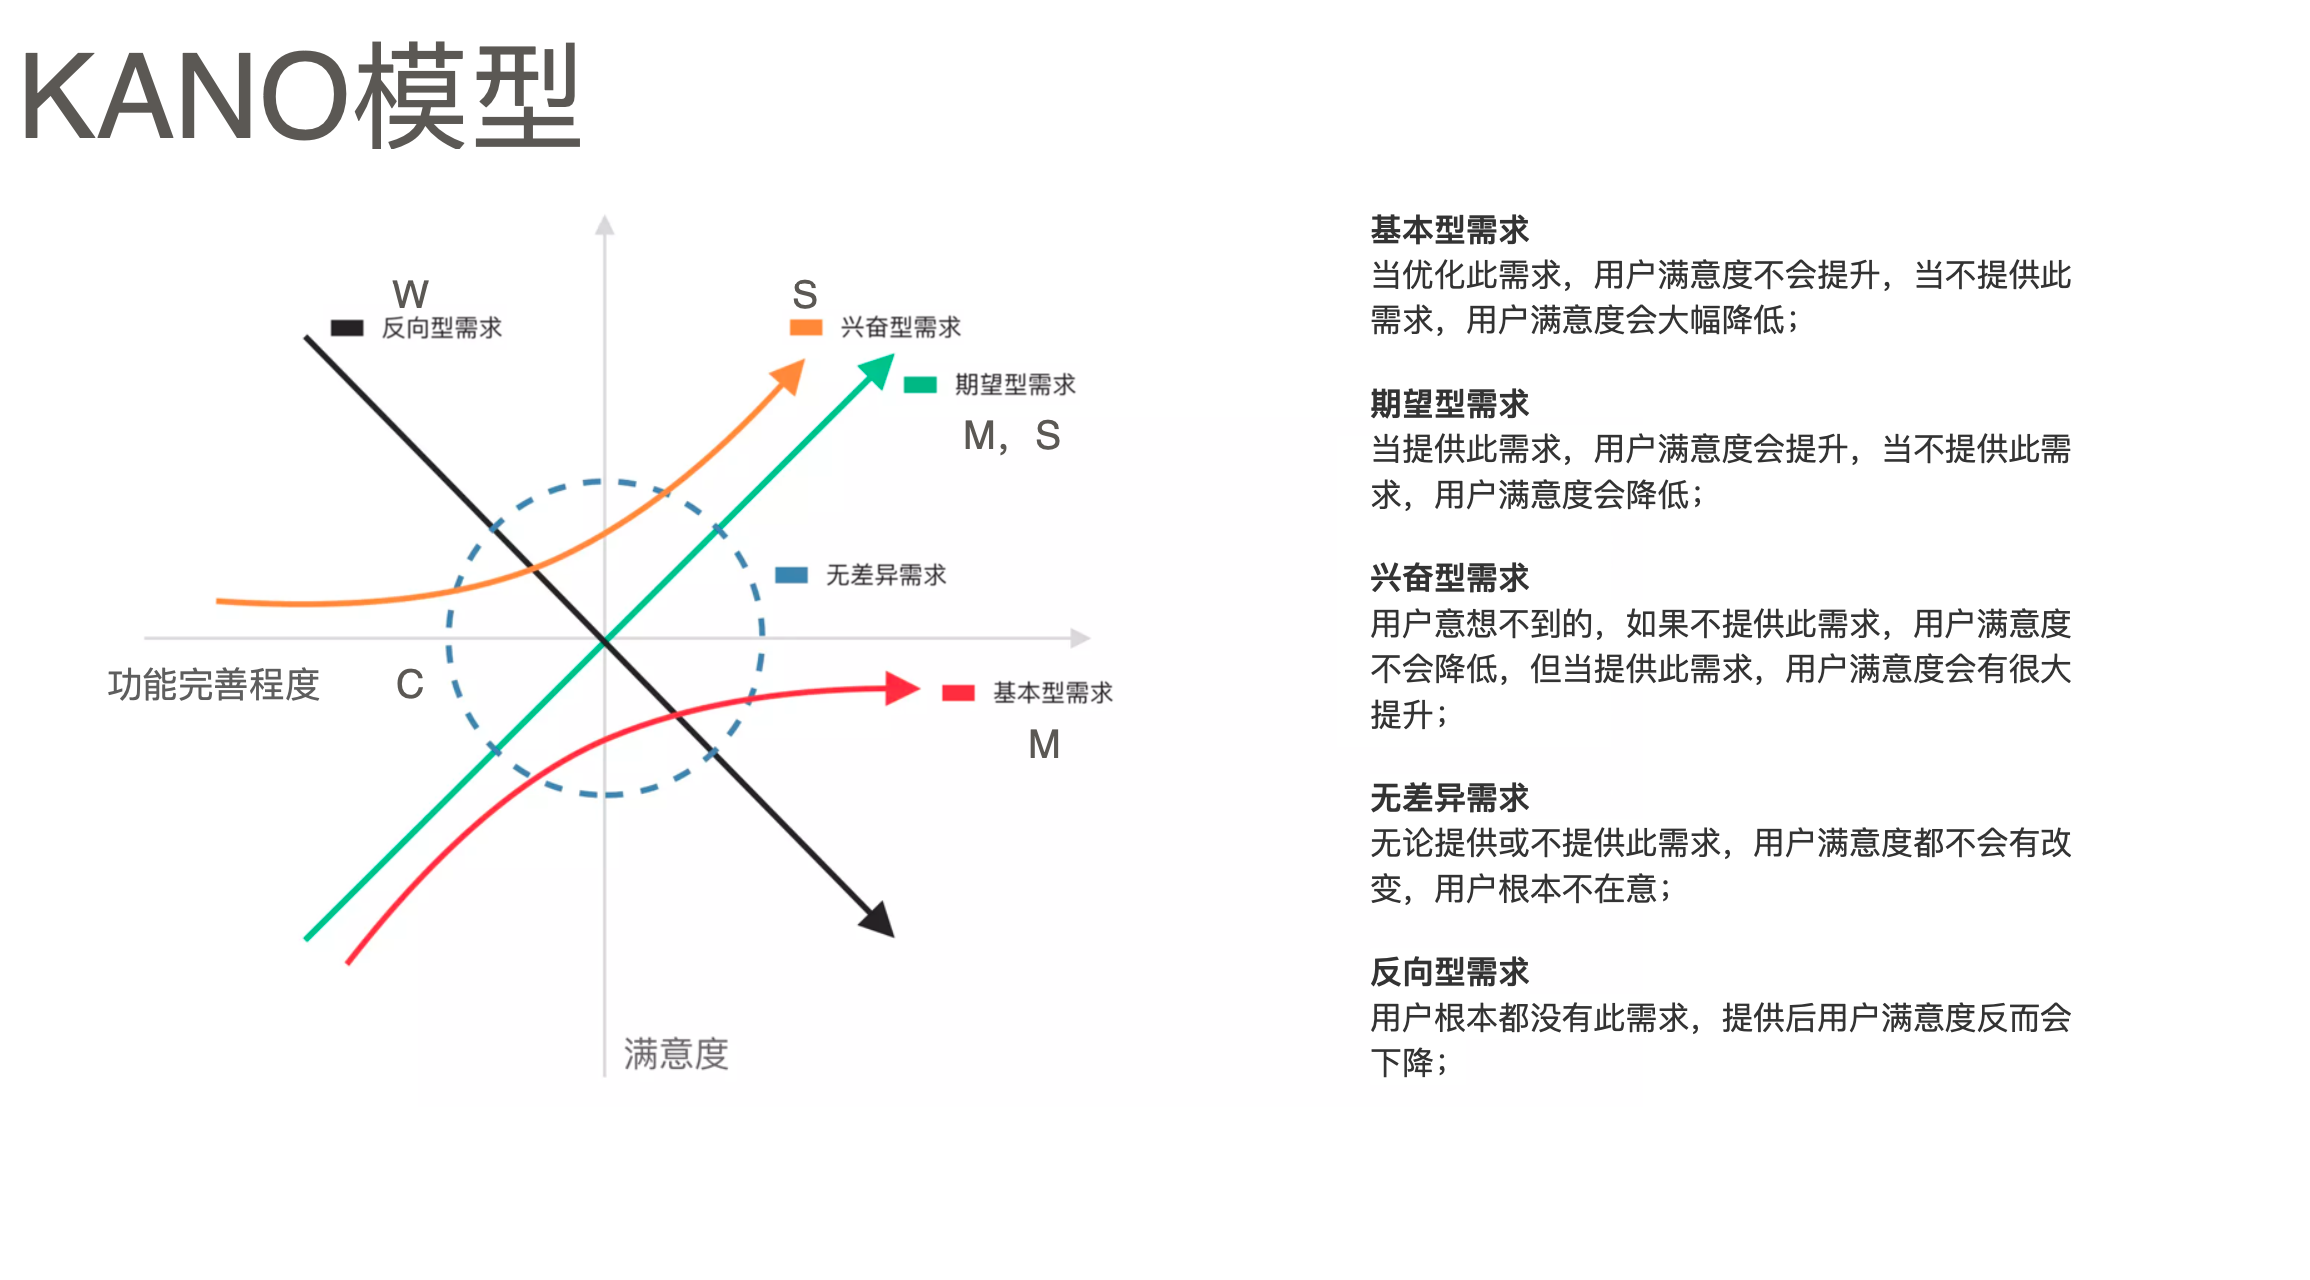 KANO模型
W
反向型需求
S
兴奋型需求
期望型需求
M，S
无差异需求
功能完善程度
C
基本型需求
M
满意度
基本型需求
当优化此需求，用户满意度不会提升，当不提供此
需求，用户满意度会大幅降低；
期望型需求
当提供此需求，用户满意度会提升，当不提供此需
求，用户满意度会降低；
兴奋型需求
用户意想不到的，如果不提供此需求，用户满意度
不会降低，但当提供此需求，用户满意度会有很大
提升；
无差异需求
无论提供或不提供此需求，用户满意度都不会有改
变，用户根本不在意；
反向型需求
用户根本都没有此需求，提供后用户满意度反而会
下降；